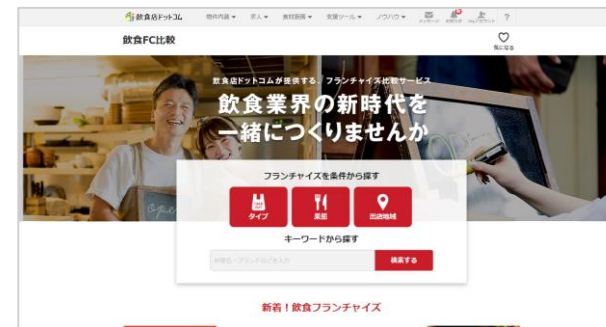 飲食店ドットコム
物件内装 ▼
求人 ▼
食材厨房 ▼
支援ツール ▼
ノウハウ ▼
?
飲食FC比較
気になる
飲食店ドットコムが提供する、フランチャイズ比較サービス
飲食業界の新時代を
一緒につくりませんか
フランチャイズを条件から探す
タイプ
業態
出店地域
キーワードから探す
検索する
新着！飲食フランチャイズ